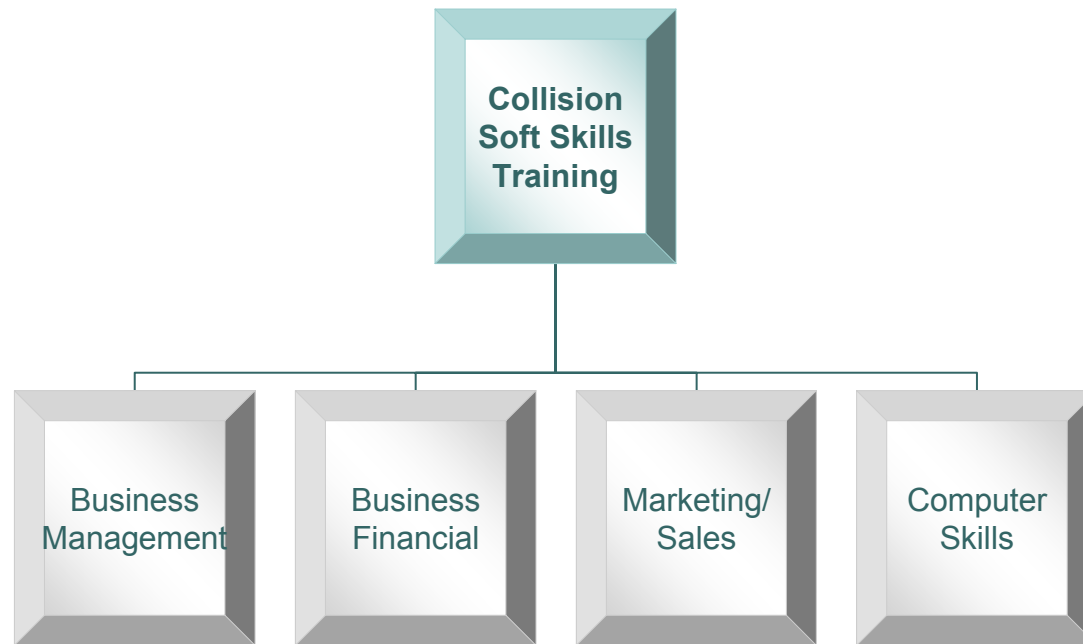 Collision
Soft Skills
Training
Business
Management
Business
Financial
Marketing/
Sales
Computer
Skills